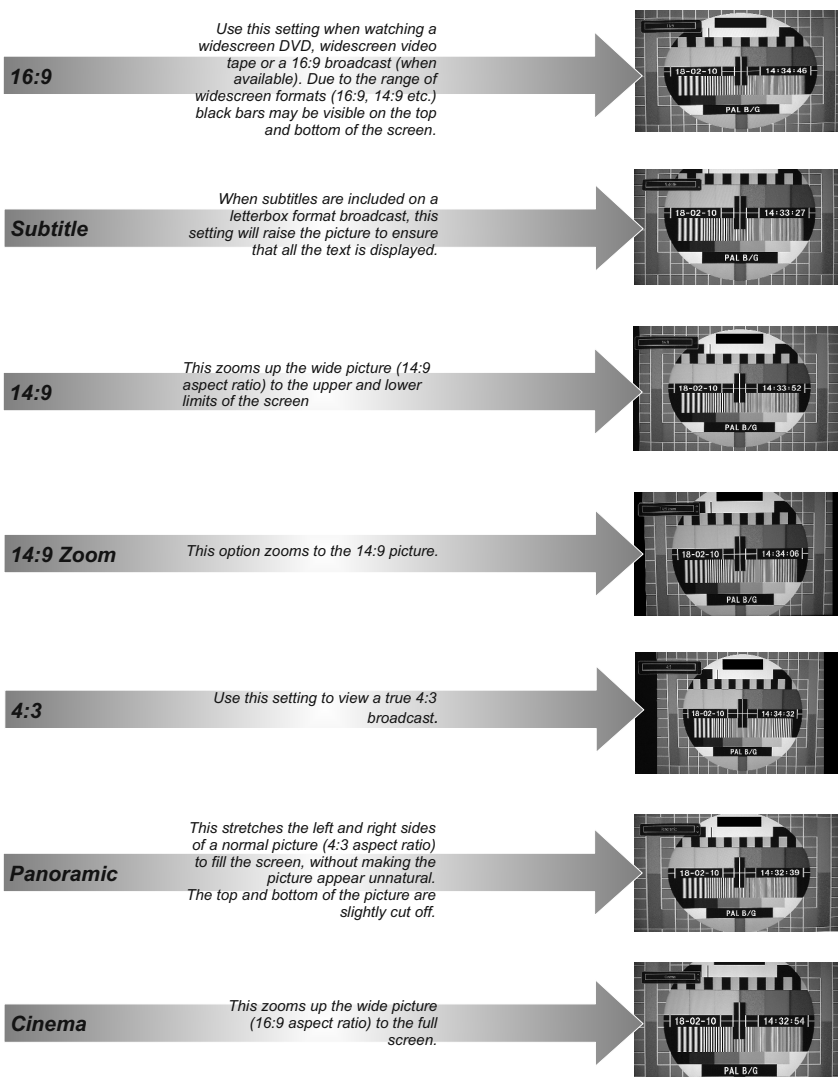 Use this setting when watching a
widescreen DVD, widescreen video
tape or a 16:9 broadcast (when
available). Due to the range of
widescreen formats (16:9, 14:9 etc.)
black bars may be visible on the top
and bottom of the screen.
16:9
16:9
18-02-10 14:34:46
PAL B/G
When subtitles are included on a
letterbox format broadcast, this
setting will raise the picture to ensure
that all the text is displayed.
Subtitle
Subtitle
18-02-10 14:33:27
PAL B/G
This zooms up the wide picture (14:9
aspect ratio) to the upper and lower
limits of the screen
14:9
14:9
18-02-10 14:33:52
PAL B/G
This option zooms to the 14:9 picture.
14:9 Zoom
14:9 zoom
18-02-10 14:34:06
PAL B/G
Use this setting to view a true 4:3
broadcast.
4:3
4:3
18-02-10 14:34:32
PAL B/G
This stretches the left and right sides
of a normal picture (4:3 aspect ratio)
to fill the screen, without making the
picture appear unnatural.
The top and bottom of the picture are
slightly cut off.
Panoramic
18-02-10 14:32:39
PAL B/G
This zooms up the wide picture
(16:9 aspect ratio) to the full
screen.
Cinema
Cinema
18-02-10 14:32:54
PAL B/G